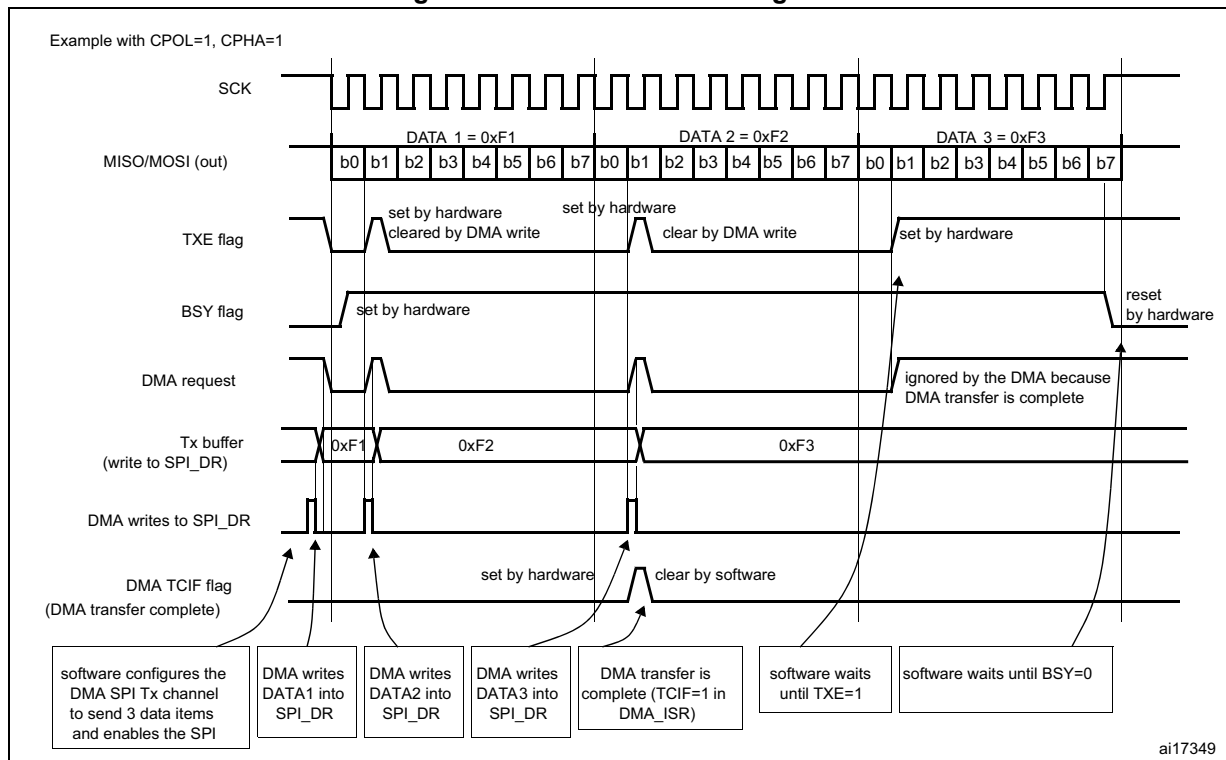 Example with CPOL=1, CPHA=1
SCK
DATA 1 = 0xF1
DATA 2 = 0xF2
DATA 3 = 0xF3
MISO/MOSI (out)
b0 b1 b2 b3 b4 b5 b6 b7 b0 b1 b2 b3 b4 b5 b6 b7 b0 b1 b2 b3 b4 b5 b6 b7
TXE flag
set by hardware
cleared by DMA write
set by hardware
clear by DMA write
set by hardware
BSY flag
set by hardware
reset
by hardware
DMA request
ignored by the DMA because
DMA transfer is complete
Tx buffer
(write to SPI_DR)
0xF1
0xF2
0xF3
DMA writes to SPI_DR
DMA TCIF flag
(DMA transfer complete)
set by hardware
clear by software
software configures the
DMA SPI Tx channel
to send 3 data items
and enables the SPI
DMA writes
DATA1 into
SPI_DR
DMA writes
DATA2 into
SPI_DR
DMA writes
DATA3 into
SPI_DR
DMA transfer is
complete (TCIF=1 in
DMA_ISR)
software waits
until TXE=1
software waits until BSY=0
ai17349